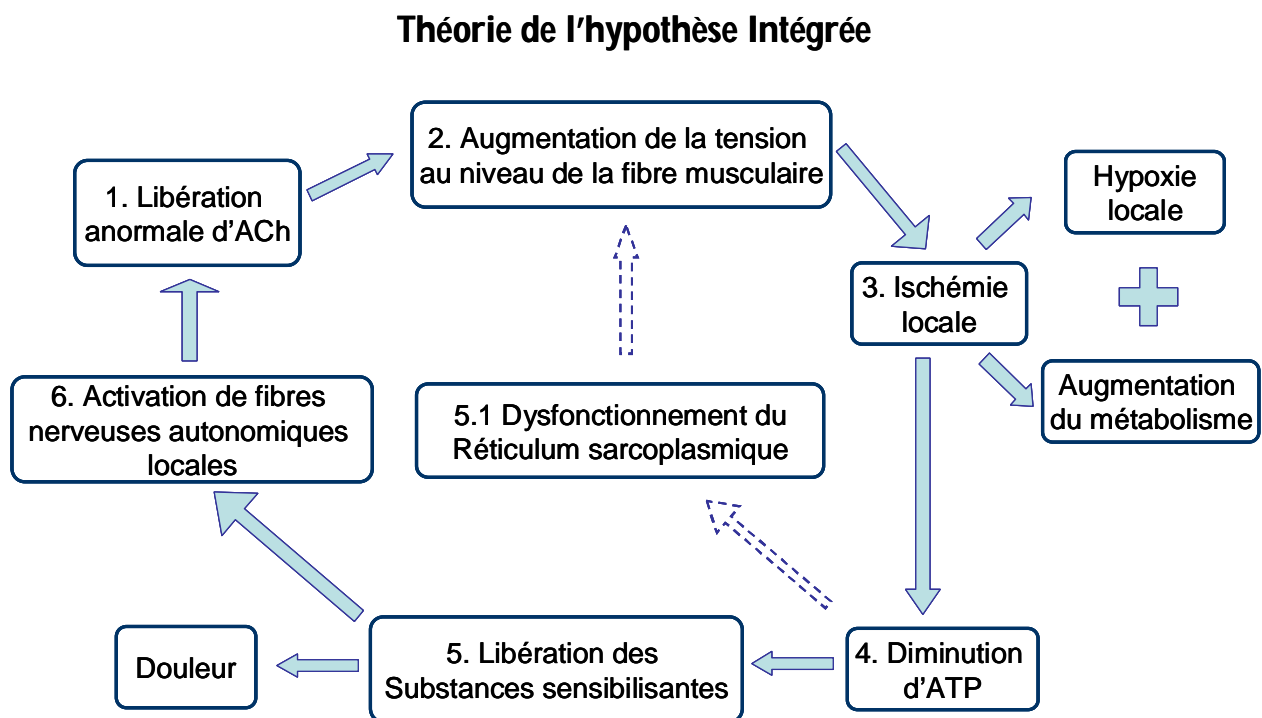 Théorie de l'hypothèse Intégrée
2. Augmentation de la tension
au niveau de la fibre musculaire
1. Libération
anormale d'ACh
Hypoxie
locale
3. Ischémie
locale
6. Activation de fibres
nerveuses autonomiques
locales
5.1 Dysfonctionnement du
Réticulum sarcoplasmique
Augmentation
du métabolisme
Douleur
5. Libération des
Substances sensibilisantes
4. Diminution
d'ATP